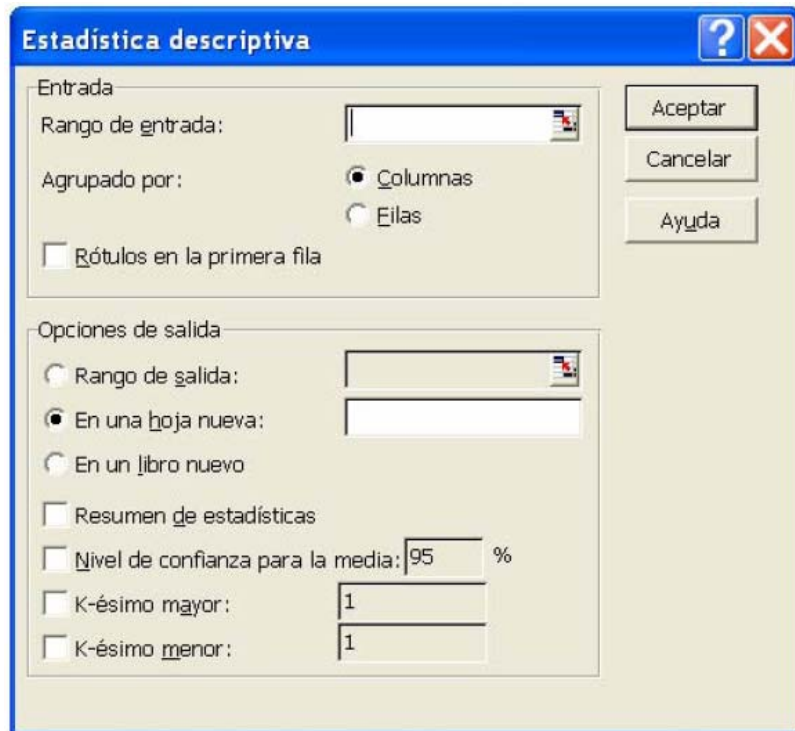 Estadística descriptiva
Entrada
Rango de entrada:
Agrupado por:
Columnas
Filas
Rótulos en la primera fila
Aceptar
Cancelar
Ayuda
Opciones de salida
Rango de salida:
En una hoja nueva:
En un libro nuevo
Resumen de estadísticas
Nivel de confianza para la media: 95 %
K-ésimo mayor: 1
K-ésimo menor: 1